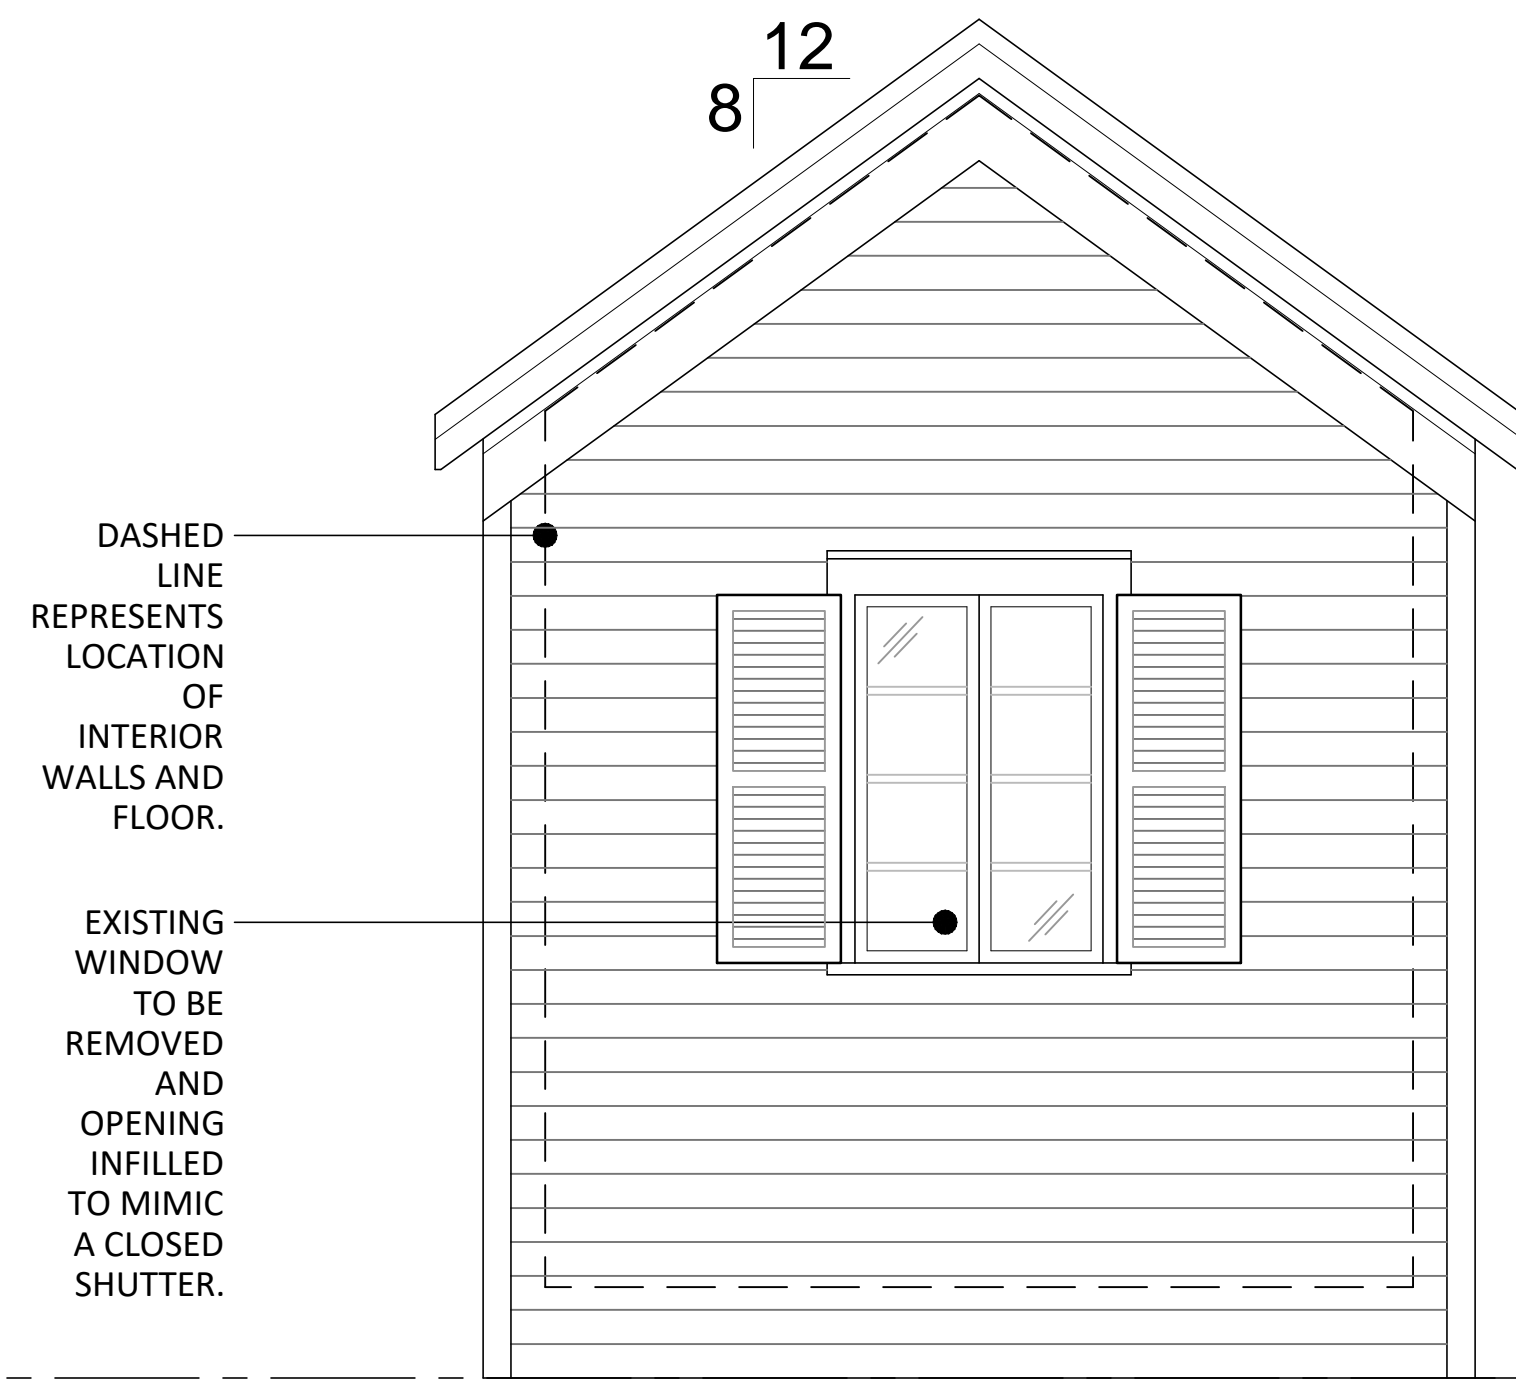 12
8
DASHED
LINE
REPRESENTS
LOCATION
OF
INTERIOR
WALLS AND
FLOOR.
EXISTING
WINDOW
TO BE
REMOVED
AND
OPENING
INFILLED
TO MIMIC
A CLOSED
SHUTTER.